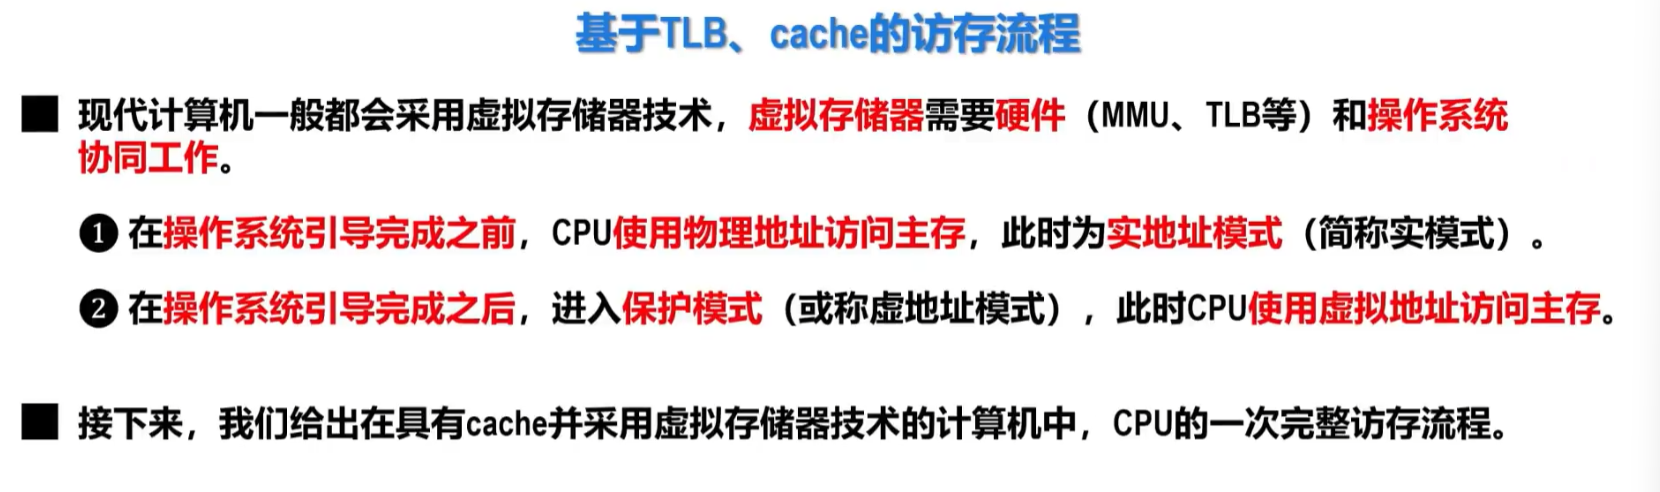 基于TLB、cache的访存流程
■ 现代计算机一般都会采用虚拟存储器技术，虚拟存储器需要硬件（MMU、TLB等）和操作系统
协同工作。
❶ 在操作系统引导完成之前，CPU使用物理地址访问主存，此时为实地址模式（简称实模式）。
❷ 在操作系统引导完成之后，进入保护模式（或称虚地址模式），此时CPU使用虚拟地址访问主存。
■ 接下来，我们给出在具有cache并采用虚拟存储器技术的计算机中，CPU的一次完整访存流程。